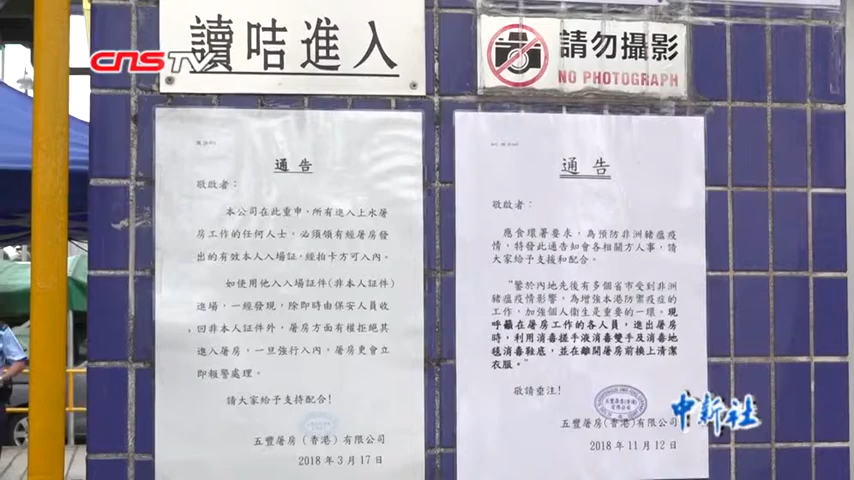 CNSTV
讀咭進入
請勿攝影
NO PHOTOGRAPH
通告
敬啟者：
本公司在此重申，所有進入上水屠
房工作的任何人士，必須領有經屠房發
出的有效本人入場証，經拍卡方可入內。
如使用他人入場証件(非本人証件)
進場，一經發現，除即時由保安人員收
回非本人証件外，屠房方面有權拒絕其
進入屠房，一旦強行入內，屠房更會立
即報警處理。
請大家給予支持配合！
五豐屠房（香港）有限公司
2018年3月17日
通告
敬啟者：
應食環署要求，為預防非洲豬瘟疫
情，特發此通告知會各相關方人事，請
大家給予支援和配合。
“鑒於內地先後有多個省市受到非洲
豬瘟疫情影響，為增強本港防禦疫症的
工作，加強個人衛生是重要的一環。現
呼籲在屠房工作的各人員，進出屠房
時，利用消毒搓手液消毒雙手及消毒地
毯消毒鞋底，並在離開屠房前換上清潔
衣服。”
敬請垂注！
五豐屠房(香港)有限公司
2018年11月12日
中新社